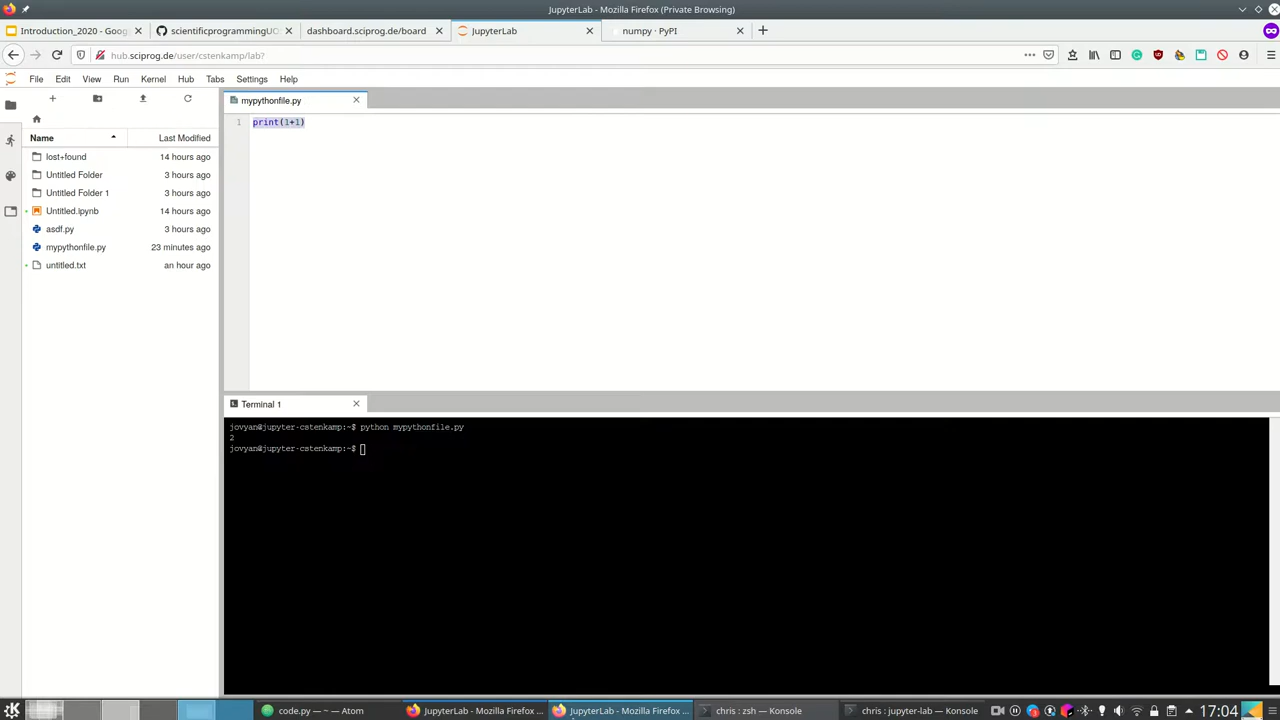 JupyterLab - Mozilla Firefox (Private Browsing)
Introduction_2020 - Goog
scientificprogrammingUO
dashboard.sciprog.de/board
JupyterLab
numpy · PyPI
hub.sciprog.de/user/cstenkamp/lab?
File Edit View Run Kernel Hub Tabs Settings Help
mypythonfile.py
1 print(1+1)
Name Last Modified
lost+found 14 hours ago
Untitled Folder 3 hours ago
Untitled Folder 1 3 hours ago
Untitled.ipynb 14 hours ago
asdf.py 3 hours ago
mypythonfile.py 23 minutes ago
untitled.txt an hour ago
Terminal 1
jovyan@jupyter-cstenkamp:~$ python mypythonfile.py
2
jovyan@jupyter-cstenkamp:~$
code.py — ~ — Atom
JupyterLab - Mozilla Firefox ...
JupyterLab - Mozilla Firefox (Private...
chris : zsh — Konsole
chris : jupyter-lab — Konsole
17:04